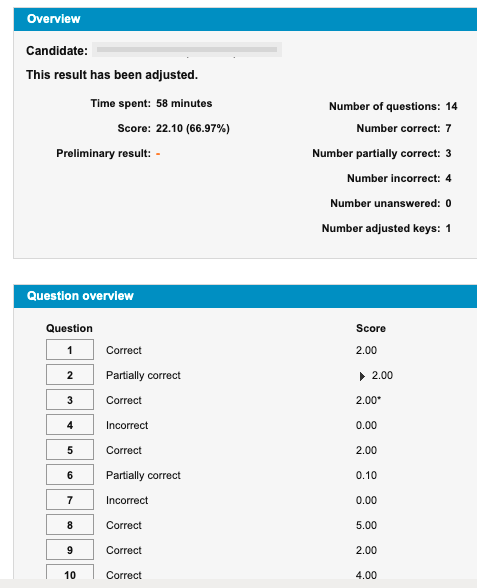 Overview
Candidate:
This result has been adjusted.
Time spent: 58 minutes
Number of questions: 14
Score: 22.10 (66.97%)
Number correct: 7
Preliminary result: -
Number partially correct: 3
Number incorrect: 4
Number unanswered: 0
Number adjusted keys: 1
Question overview
Question Score
1 Correct 2.00
2 Partially correct 2.00
3 Correct 2.00*
4 Incorrect 0.00
5 Correct 2.00
6 Partially correct 0.10
7 Incorrect 0.00
8 Correct 5.00
9 Correct 2.00
10 Correct 4.00